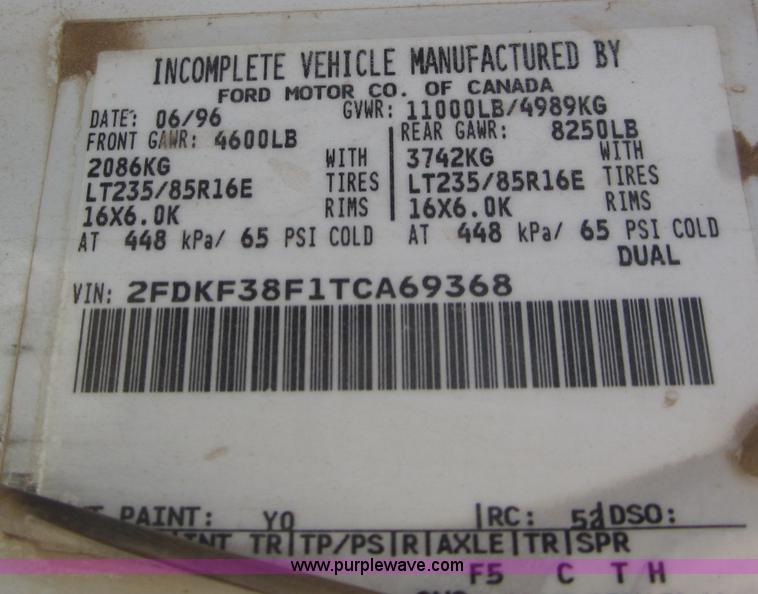 INCOMPLETE VEHICLE MANUFACTURED BY
FORD MOTOR CO. OF CANADA
DATE: 06/96 GVWR: 11000LB/4989KG
FRONT GAWR: 4600LB REAR GAWR: 8250LB
2086KG WITH 3742KG WITH
LT235/85R16E TIRES LT235/85R16E TIRES
16X6.0K RIMS 16X6.0K RIMS
AT 448 kPa/ 65 PSI COLD AT 448 kPa/ 65 PSI COLD
DUAL
VIN: 2FDKF38F1TCA69368
PAINT: YO RC: DSO:
INT TR|TP/PS|R|AXLE|TR|SPR
www.purplewave.com
F5 C T H